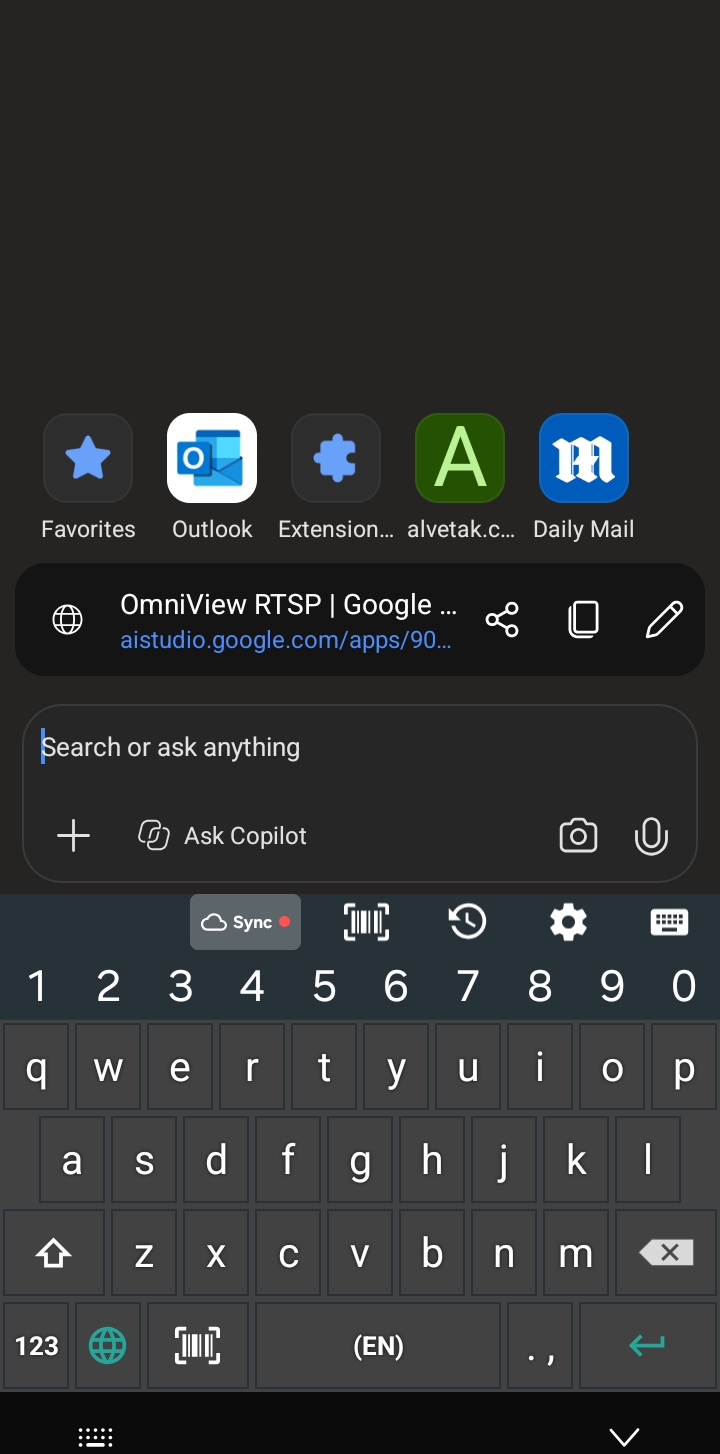 Favorites
Outlook
Extension...
alvetak.c...
Daily Mail
OmniView RTSP | Google ...
aistudio.google.com/apps/90...
Search or ask anything
Ask Copilot
Sync
1 2 3 4 5 6 7 8 9 0
q w e r t y u i o p
a s d f g h j k l
z x c v b n m
123 (EN) . ,